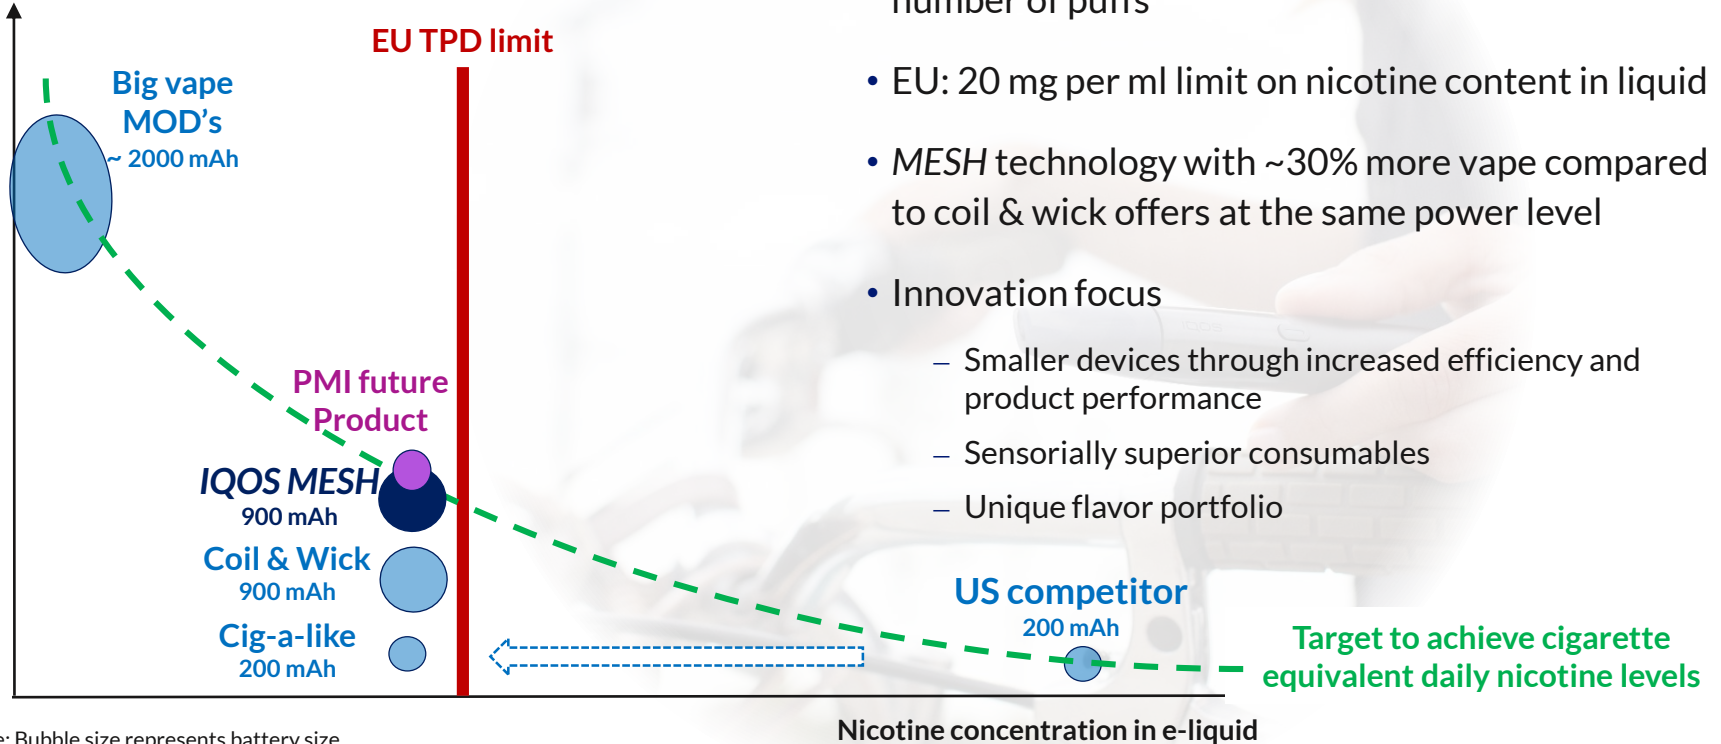 number of puffs
EU TPD limit
• EU: 20 mg per ml limit on nicotine content in liquid
Big vape
MOD's
~ 2000 mAh
• MESH technology with ~30% more vape compared
to coil & wick offers at the same power level
• Innovation focus
– Smaller devices through increased efficiency and
product performance
– Sensorially superior consumables
– Unique flavor portfolio
PMI future
Product
IQOS MESH
900 mAh
Coil & Wick
900 mAh
Cig-a-like
200 mAh
US competitor
200 mAh
Target to achieve cigarette
equivalent daily nicotine levels
Nicotine concentration in e-liquid
e: Bubble size represents battery size